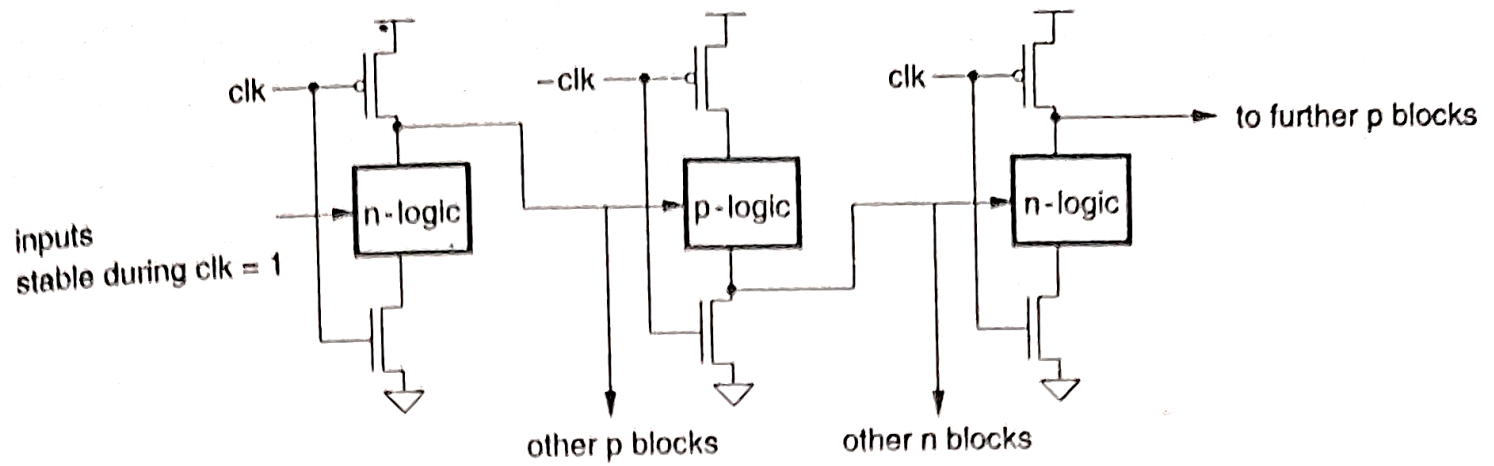 clk
-clk
clk
to further p blocks
n-logic
p-logic
n-logic
inputs
stable during clk = 1
other p blocks
other n blocks